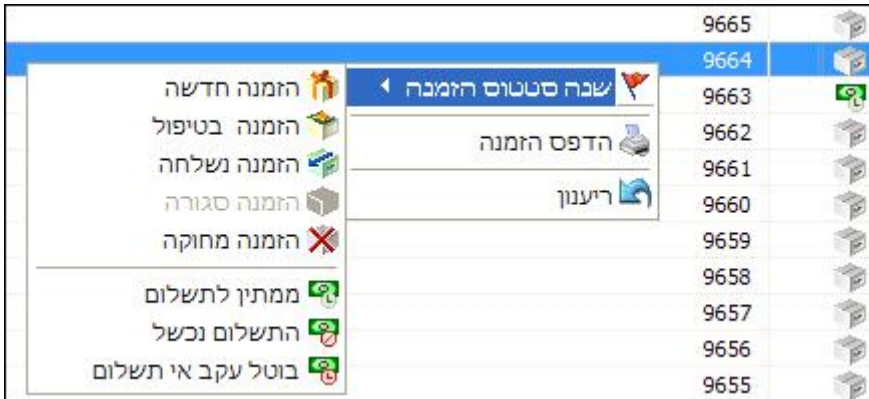 9665
9664
9663
9662
9661
9660
9659
9658
9657
9656
9655
שנה סטטוס הזמנה
הדפס הזמנה
ריענון
הזמנה חדשה
הזמנה בטיפול
הזמנה נשלחה
הזמנה סגורה
הזמנה מחוקה
ממתין לתשלום
התשלום נכשל
בוטל עקב אי תשלום